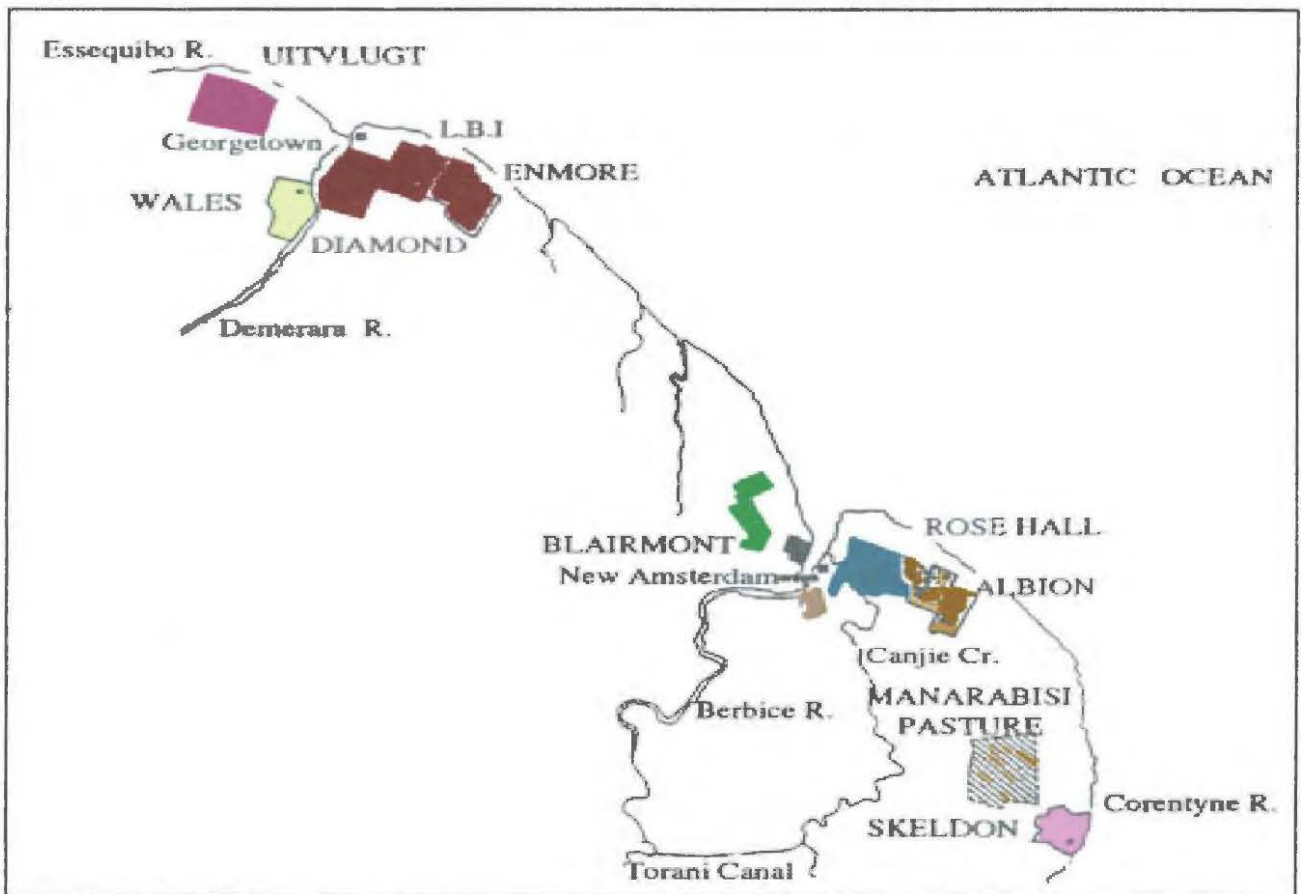 Essequibo R.
UITVLUGT
Georgetown
L.B.I
ENMORE
ATLANTIC OCEAN
WALES
DIAMOND
Demerara R.
BLAIRMONT
ROSE HALL
New Amsterdam
ALBION
Canjie Cr.
MANARABISI
PASTURE
Berbice R.
Corentyne R.
SKELDON
Torani Canal